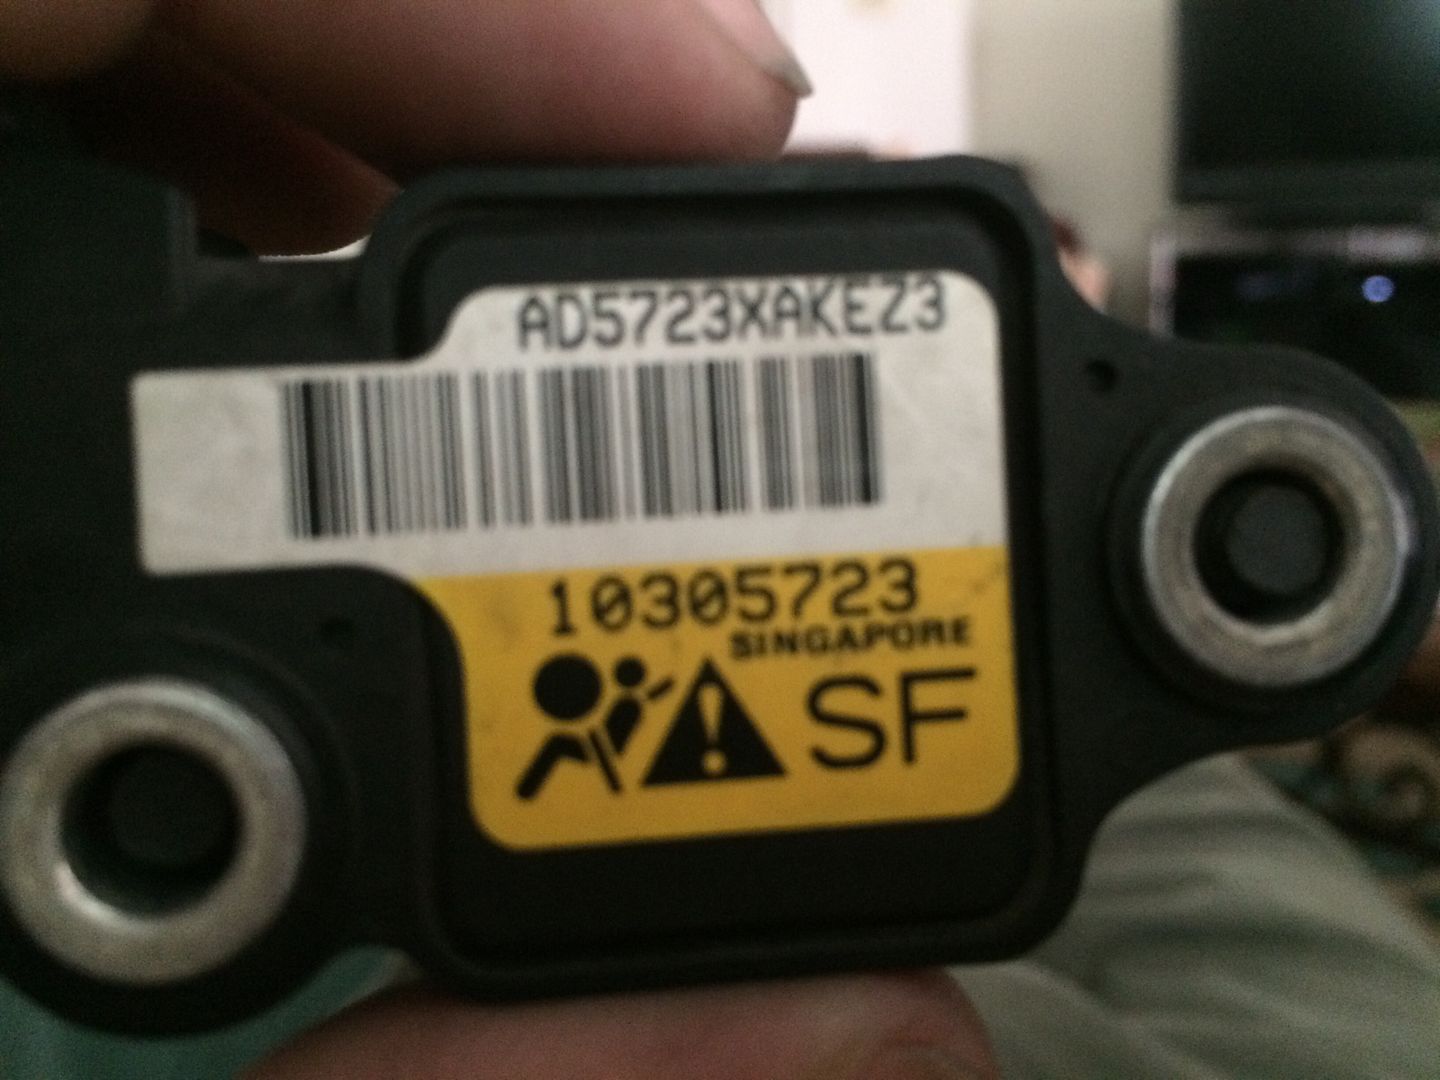 AD5723XAKEZ3
10305723
SINGAPORE
SF